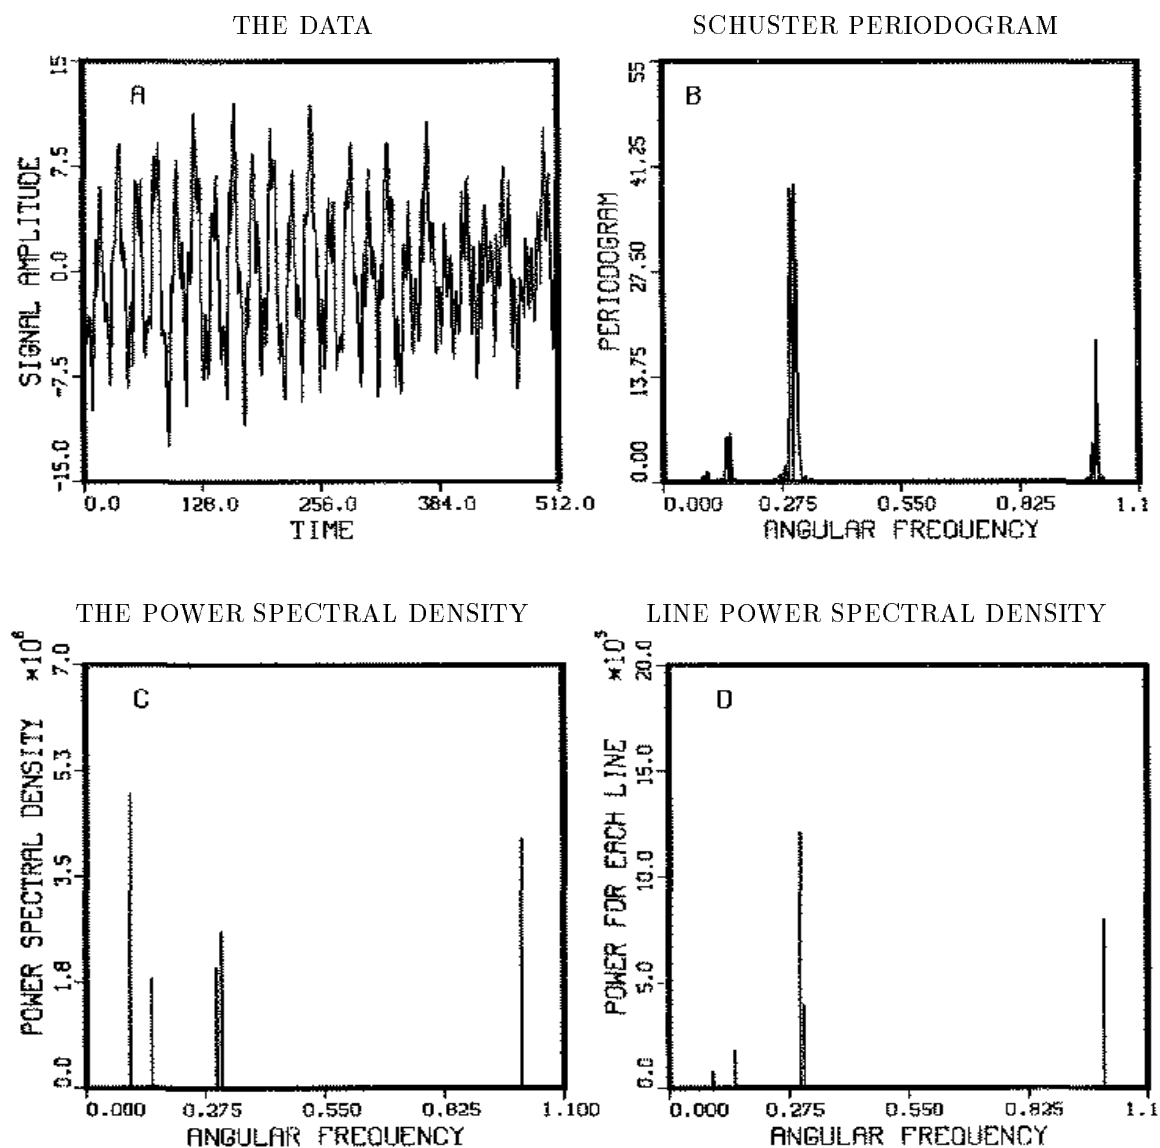 THE DATA
SCHUSTER PERIODOGRAM
A
SIGNAL AMPLITUDE
15
7.5
0.0
-7.5
-15.0
0.0 128.0 256.0 384.0 512.0
TIME
B
PERIODOGRAM
55
41.25
27.50
13.75
0.00
0.000 0.275 0.550 0.825 1.1
ANGULAR FREQUENCY
THE POWER SPECTRAL DENSITY
LINE POWER SPECTRAL DENSITY
C
POWER SPECTRAL DENSITY *10⁶
7.0
5.3
3.5
1.8
0.0
0.000 0.275 0.550 0.825 1.100
ANGULAR FREQUENCY
D
POWER FOR EACH LINE *10⁵
20.0
15.0
10.0
5.0
0.0
0.000 0.275 0.550 0.825 1.1
ANGULAR FREQUENCY